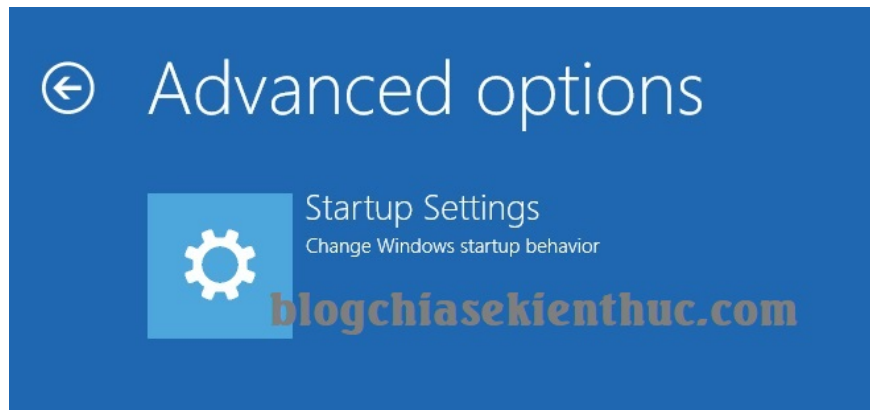 Advanced options
Startup Settings
Change Windows startup behavior
blogchiasekienthuc.com